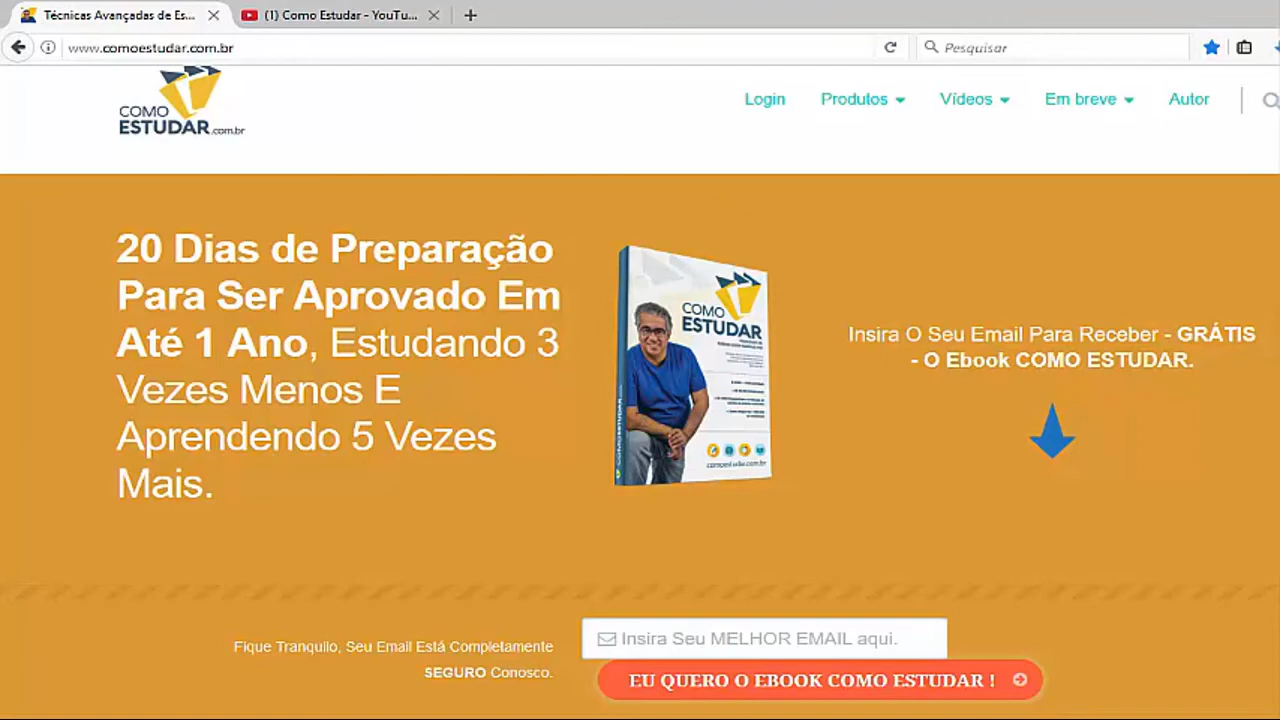 Técnicas Avançadas de Es...
(1) Como Estudar - YouTu...
www.comoestudar.com.br
Pesquisar
COMO
ESTUDAR.com.br
Login
Produtos
Vídeos
Em breve
Autor
20 Dias de Preparação
Para Ser Aprovado Em
Até 1 Ano, Estudando 3
Vezes Menos E
Aprendendo 5 Vezes
Mais.
COMO
ESTUDAR
comoestudar.com.br
Insira O Seu Email Para Receber - GRÁTIS
- O Ebook COMO ESTUDAR.
Fique Tranquilo, Seu Email Está Completamente
SEGURO Conosco.
Insira Seu MELHOR EMAIL aqui.
EU QUERO O EBOOK COMO ESTUDAR !